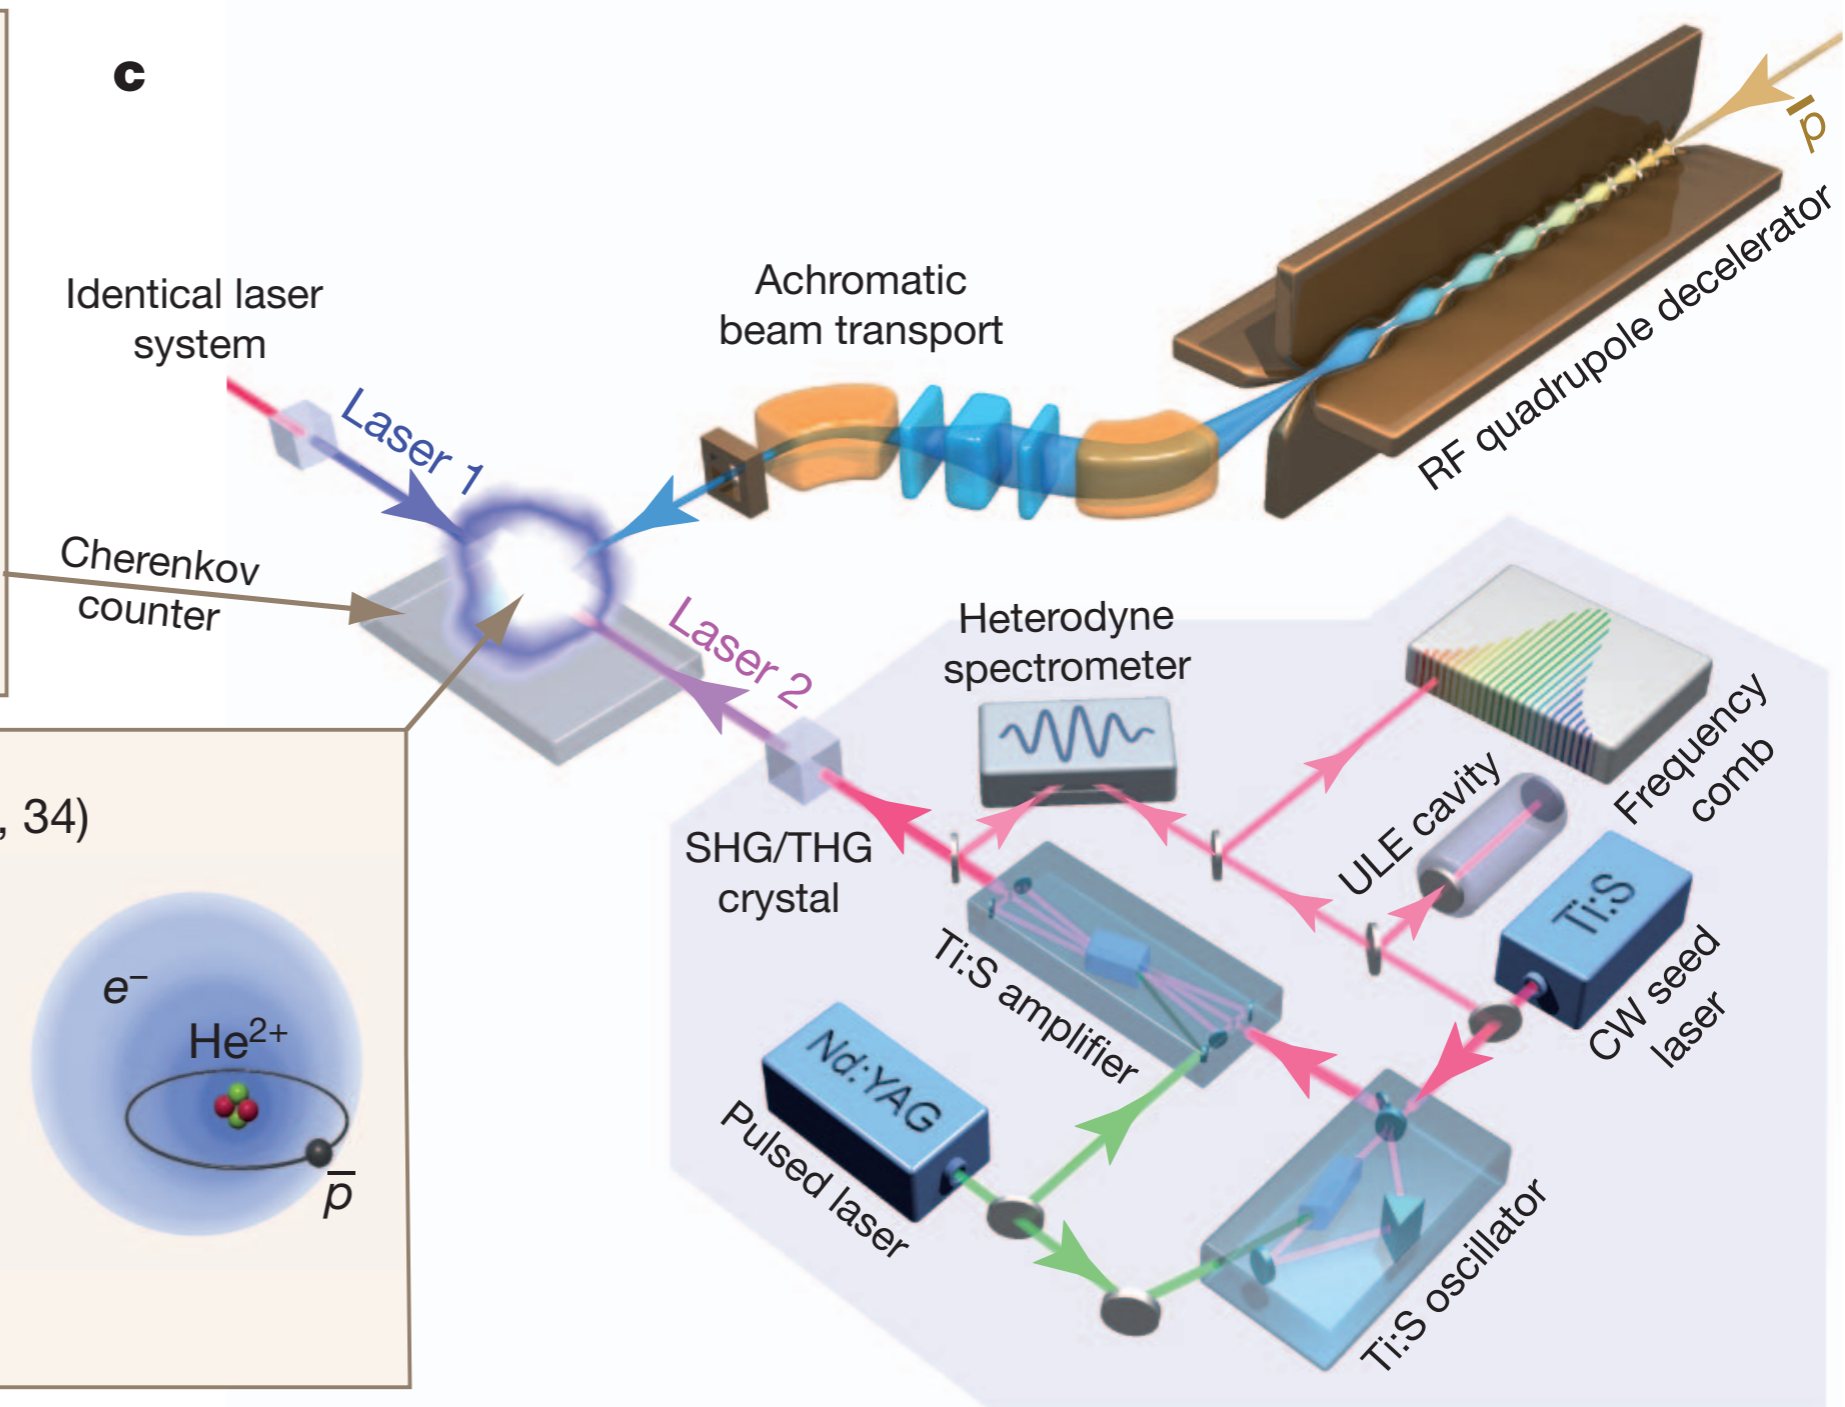 c
p̅
RF quadrupole decelerator
Achromatic
beam transport
Identical laser
system
Laser 1
Cherenkov
counter
Laser 2
Heterodyne
spectrometer
Frequency
comb
ULE cavity
SHG/THG
crystal
Ti:S
CW seed
laser
Ti:S amplifier
Nd:YAG
Pulsed laser
Ti:S oscillator
, 34)
e⁻
He²⁺
p̅